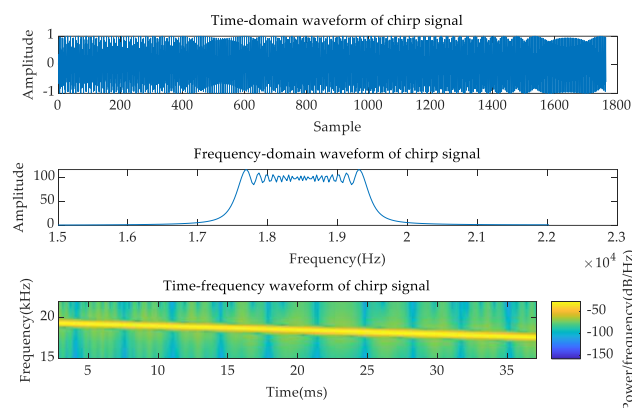 Time-domain waveform of chirp signal
1
0
-1
Amplitude
0 200 400 600 800 1000 1200 1400 1600 1800
Sample
Frequency-domain waveform of chirp signal
100
50
0
Amplitude
1.5 1.6 1.7 1.8 1.9 2 2.1 2.2 2.3
Frequency(Hz)
×10⁴
Time-frequency waveform of chirp signal
20
15
Frequency(kHz)
5 10 15 20 25 30 35
Time(ms)
-50
-100
-150
Power/frequency(dB/Hz)